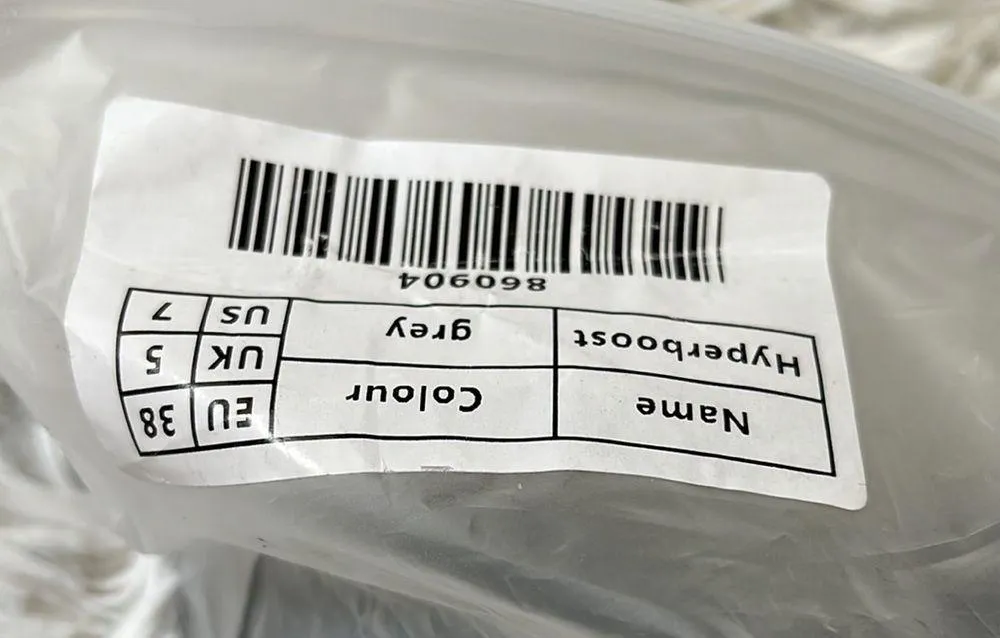 Name Colour EU 38
Hyperboost grey UK 5
US 7
860904